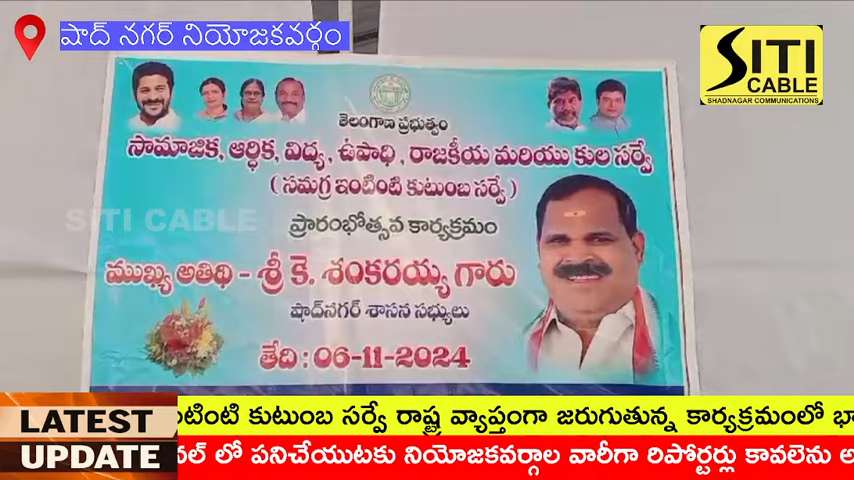 షాద్ నగర్ నియోజకవర్గం
SITI
CABLE
SHADNAGAR COMMUNICATIONS
తెలంగాణ ప్రభుత్వం
సామాజిక, ఆర్ధిక, విద్య, ఉపాధి, రాజకీయ మరియు కుల సర్వే
(సమగ్ర ఇంటింటి కుటుంబ సర్వే)
SITI CABLE
ప్రారంభోత్సవ కార్యక్రమం
ముఖ్య అతిధి - శ్రీ కె. శంకరయ్య గారు
షాద్‌నగర్ శాసన సభ్యులు
తేది : 06-11-2024
LATEST
UPDATE
ంటింటి కుటుంబ సర్వే రాష్ట్ర వ్యాప్తంగా జరుగుతున్న కార్యక్రమంలో భా
లో పనిచేయుటకు నియోజకవర్గాల వారీగా రిపోర్టర్లు కావలెను